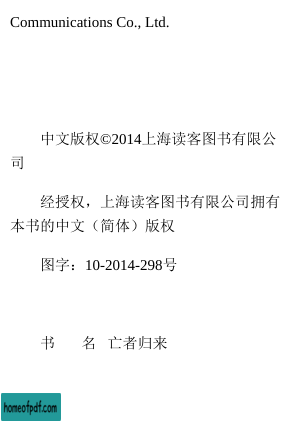 Communications Co., Ltd.
中文版权©2014上海读客图书有限公
司
经授权，上海读客图书有限公司拥有
本书的中文（简体）版权
图字：10-2014-298号
书　　名　亡者归来
homeofpdf.com